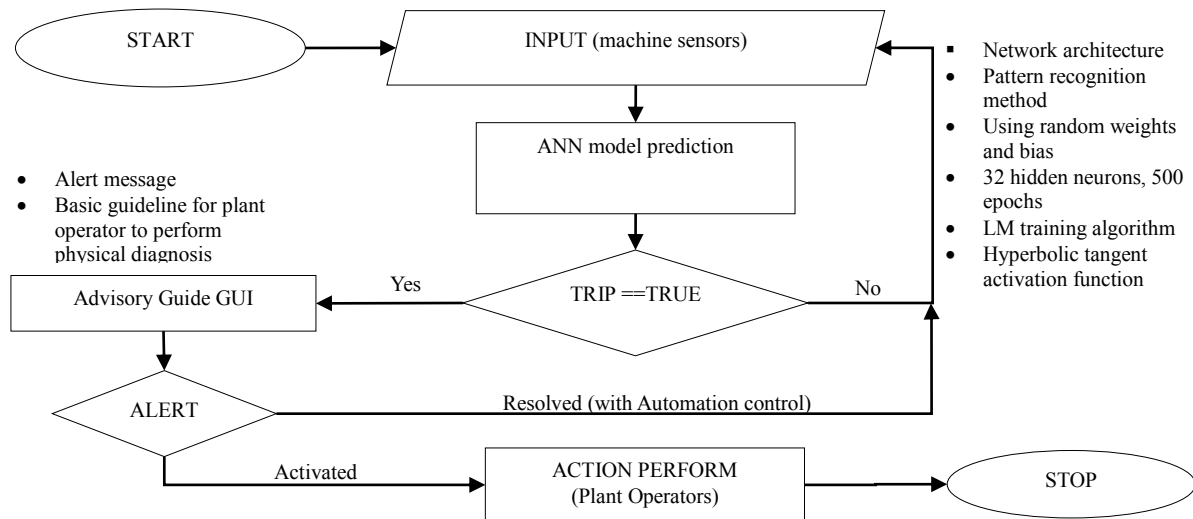 START
INPUT (machine sensors)
▪ Network architecture
• Pattern recognition
method
• Using random weights
and bias
• 32 hidden neurons, 500
epochs
• LM training algorithm
• Hyperbolic tangent
activation function
ANN model prediction
• Alert message
• Basic guideline for plant
operator to perform
physical diagnosis
Advisory Guide GUI
Yes
TRIP ==TRUE
No
ALERT
Resolved (with Automation control)
Activated
ACTION PERFORM
(Plant Operators)
STOP